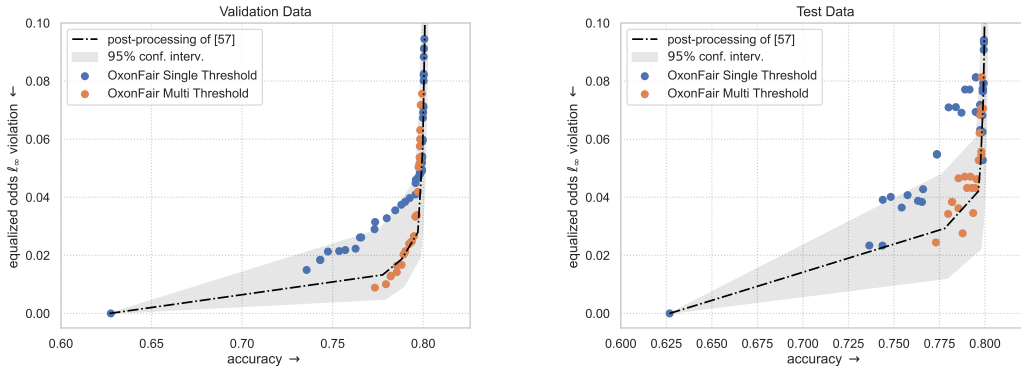 Validation Data
equalized odds ℓ∞ violation ←
0.10
0.08
0.06
0.04
0.02
0.00
post-processing of [57]
95% conf. interv.
OxonFair Single Threshold
OxonFair Multi Threshold
0.60 0.65 0.70 0.75 0.80
accuracy →
Test Data
equalized odds ℓ∞ violation ←
0.10
0.08
0.06
0.04
0.02
0.00
post-processing of [57]
95% conf. interv.
OxonFair Single Threshold
OxonFair Multi Threshold
0.600 0.625 0.650 0.675 0.700 0.725 0.750 0.775 0.800
accuracy →